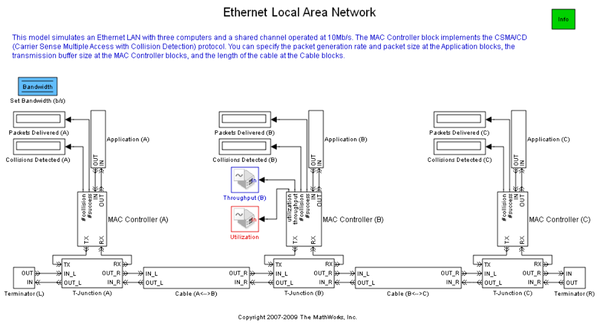 Ethernet Local Area Network
Info
This model simulates an Ethernet LAN with three computers and a shared channel operated at 10Mb/s. The MAC Controller block implements the CSMA/CD
(Carrier Sense Multiple Access with Collision Detection) protocol. You can specify the packet generation rate and packet size at the Application blocks, the
transmission buffer size at the MAC Controller blocks, and the length of the cable at the Cable blocks.
Bandwidth
Set Bandwidth (b/s)
Packets Delivered (A)
Collisions Detected (A)
Application (A)
OUT
IN
IN
OUT
#collision
#success
TX
RX
MAC Controller (A)
Packets Delivered (B)
Collisions Detected (B)
Application (B)
OUT
IN
Throughput (B)
Utilization
utilization
throughput
#collision
#success
IN
OUT
TX
RX
MAC Controller (B)
Packets Delivered (C)
Collisions Detected (C)
Application (C)
OUT
IN
#collision
#success
IN
OUT
TX
RX
MAC Controller (C)
OUT
IN
Terminator (L)
TX
RX
IN_L
OUT_R
OUT_L
IN_R
T-Junction (A)
IN_L
OUT_R
OUT_L
IN_R
Cable (A<->B)
TX
RX
IN_L
OUT_R
OUT_L
IN_R
T-Junction (B)
IN_L
OUT_R
OUT_L
IN_R
Cable (B<->C)
TX
RX
IN_L
OUT_R
OUT_L
IN_R
T-Junction (C)
IN
OUT
Terminator (R)
Copyright 2007-2009 The MathWorks, Inc.